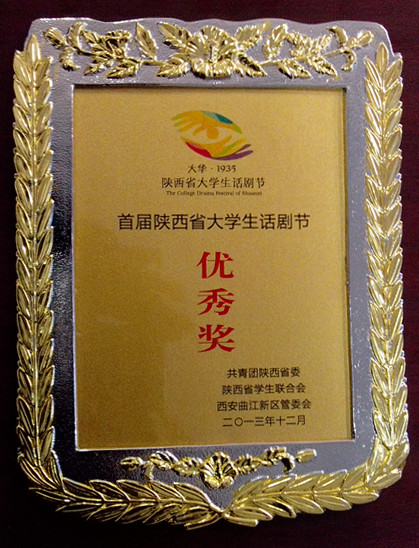 大华·1935
陕西省大学生话剧节
The College Drama Festival of Shaanxi
首届陕西省大学生话剧节
优秀奖
共青团陕西省委
陕西省学生联合会
西安曲江新区管委会
二〇一三年十二月